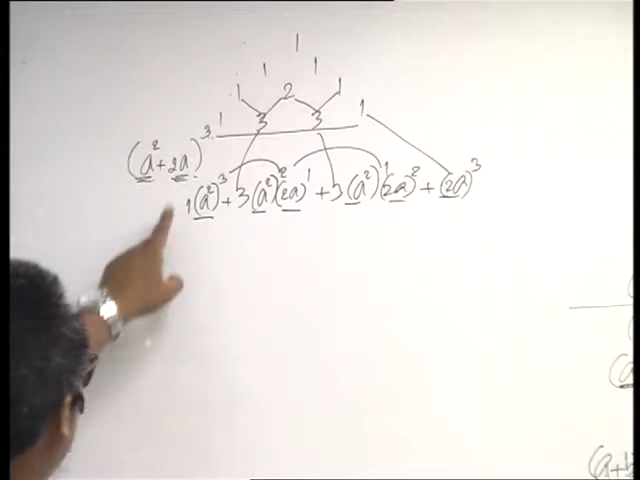 1
1 1
1 2 1
1 3 3 1
(a² + 2a)³
1(a²)³ + 3(a²)²(2a)¹ + 3(a²)¹(2a)² + (2a)³
(a
(a+b